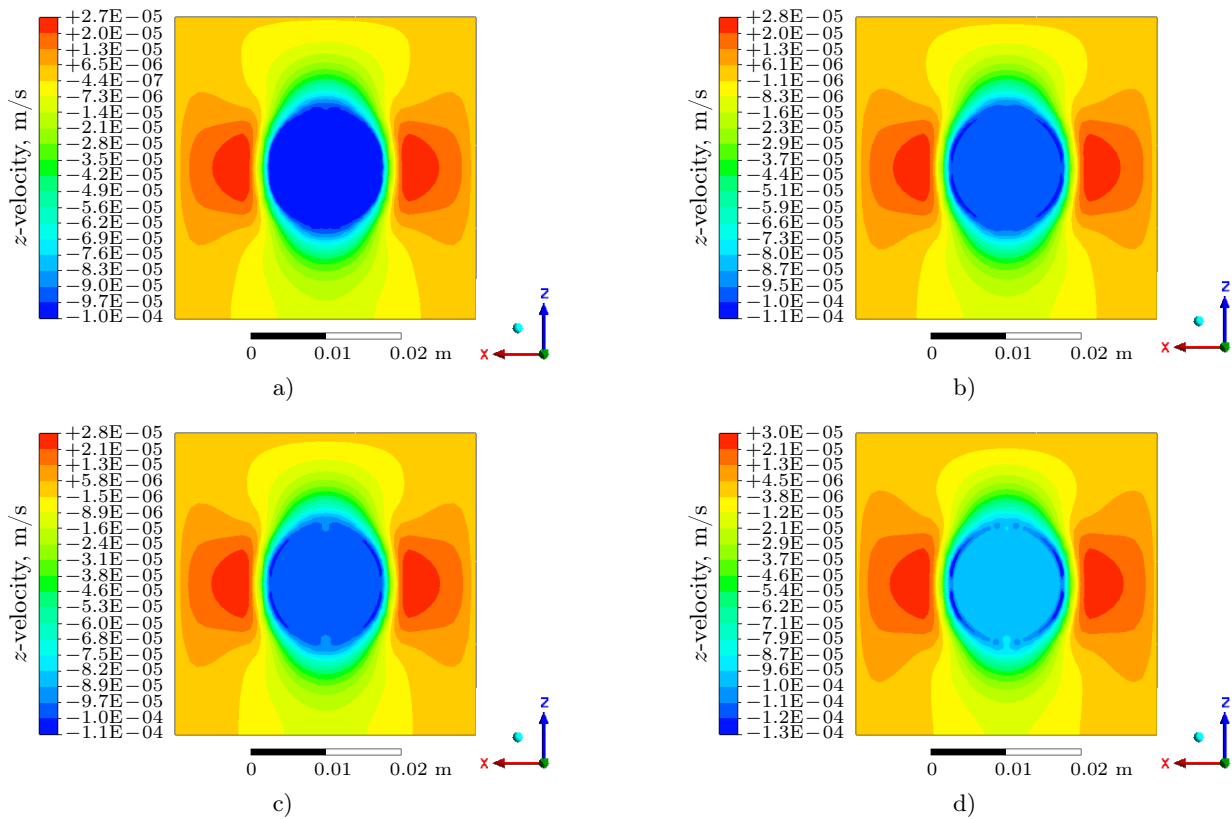 z-velocity, m/s
+2.7E−05
+2.0E−05
+1.3E−05
+6.5E−06
−4.4E−07
−7.3E−06
−1.4E−05
−2.1E−05
−2.8E−05
−3.5E−05
−4.2E−05
−4.9E−05
−5.6E−05
−6.2E−05
−6.9E−05
−7.6E−05
−8.3E−05
−9.0E−05
−9.7E−05
−1.0E−04
0 0.01 0.02 m
Z
X
a)
z-velocity, m/s
+2.8E−05
+2.0E−05
+1.3E−05
+6.1E−06
−1.1E−06
−8.3E−06
−1.5E−05
−2.2E−05
−2.9E−05
−3.7E−05
−4.4E−05
−5.1E−05
−5.8E−05
−6.5E−05
−7.3E−05
−8.0E−05
−8.7E−05
−9.5E−05
−1.0E−04
−1.1E−04
0 0.01 0.02 m
Z
X
b)
z-velocity, m/s
+2.8E−05
+2.1E−05
+1.3E−05
+5.8E−06
−1.5E−06
−8.9E−06
−1.6E−05
−2.4E−05
−3.1E−05
−3.8E−05
−4.6E−05
−5.3E−05
−6.0E−05
−6.8E−05
−7.5E−05
−8.2E−05
−8.9E−05
−9.7E−05
−1.0E−04
−1.1E−04
0 0.01 0.02 m
Z
X
c)
z-velocity, m/s
+3.0E−05
+2.1E−05
+1.3E−05
+4.5E−06
−3.8E−06
−1.2E−05
−2.0E−05
−2.9E−05
−3.7E−05
−4.6E−05
−5.4E−05
−6.2E−05
−7.1E−05
−7.9E−05
−8.7E−05
−9.6E−05
−1.0E−04
−1.1E−04
−1.2E−04
−1.3E−04
0 0.01 0.02 m
Z
X
d)